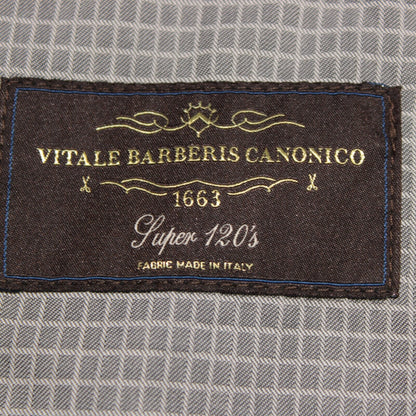 VITALE BARBERIS CANONICO
1663
Super 120's
FABRIC MADE IN ITALY